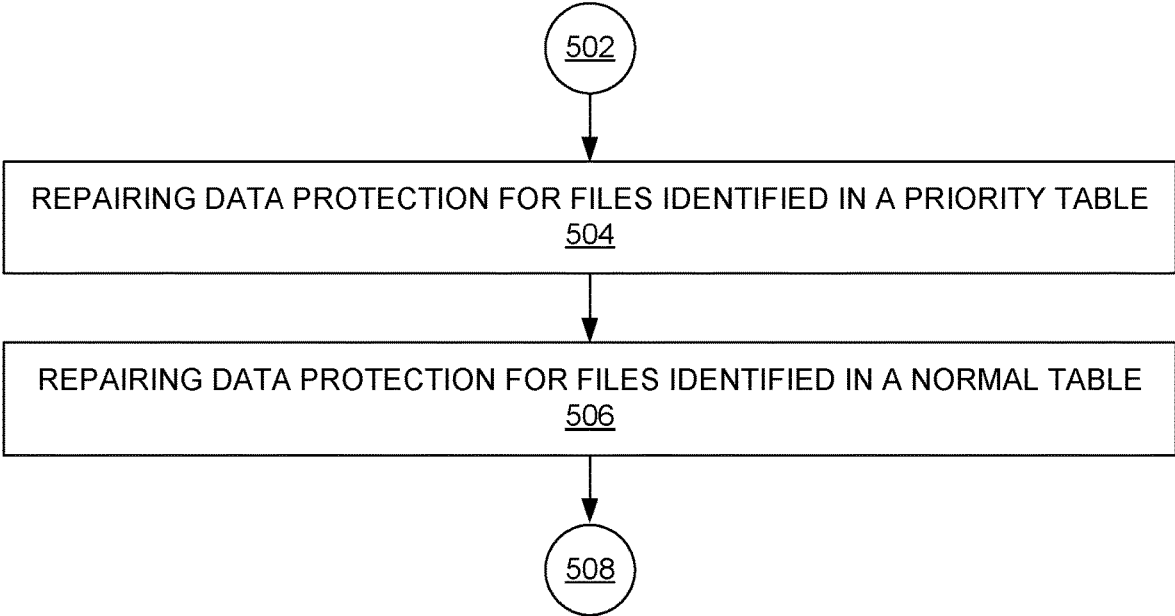 502
REPAIRING DATA PROTECTION FOR FILES IDENTIFIED IN A PRIORITY TABLE
504
REPAIRING DATA PROTECTION FOR FILES IDENTIFIED IN A NORMAL TABLE
506
508